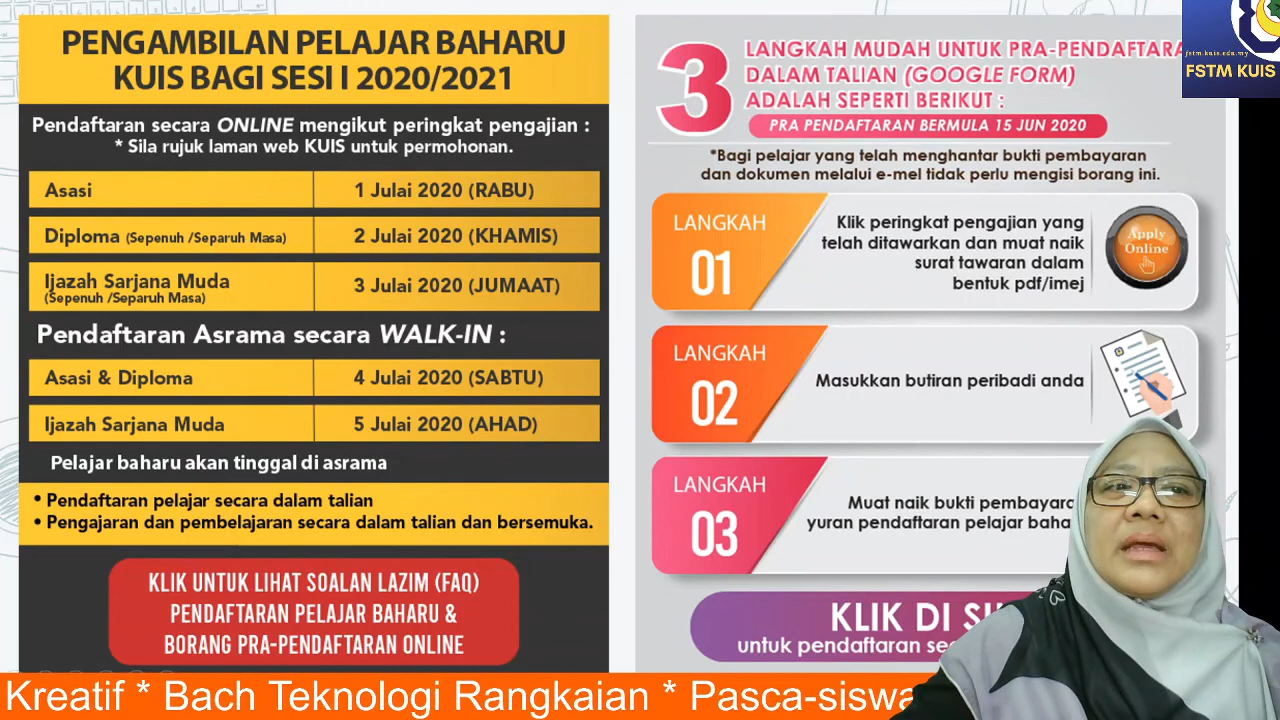 PENGAMBILAN PELAJAR BAHARU
KUIS BAGI SESI I 2020/2021
Pendaftaran secara ONLINE mengikut peringkat pengajian :
* Sila rujuk laman web KUIS untuk permohonan.
Asasi
1 Julai 2020 (RABU)
Diploma (Sepenuh /Separuh Masa)
2 Julai 2020 (KHAMIS)
Ijazah Sarjana Muda
(Sepenuh /Separuh Masa)
3 Julai 2020 (JUMAAT)
Pendaftaran Asrama secara WALK-IN :
Asasi & Diploma
4 Julai 2020 (SABTU)
Ijazah Sarjana Muda
5 Julai 2020 (AHAD)
Pelajar baharu akan tinggal di asrama
• Pendaftaran pelajar secara dalam talian
• Pengajaran dan pembelajaran secara dalam talian dan bersemuka.
KLIK UNTUK LIHAT SOALAN LAZIM (FAQ)
PENDAFTARAN PELAJAR BAHARU &
BORANG PRA-PENDAFTARAN ONLINE
3
LANGKAH MUDAH UNTUK PRA-PENDAFTARA
DALAM TALIAN (GOOGLE FORM)
ADALAH SEPERTI BERIKUT :
PRA PENDAFTARAN BERMULA 15 JUN 2020
*Bagi pelajar yang telah menghantar bukti pembayaran
dan dokumen melalui e-mel tidak perlu mengisi borang ini.
LANGKAH
01
Klik peringkat pengajian yang
telah ditawarkan dan muat naik
surat tawaran dalam
bentuk pdf/imej
Apply
Online
LANGKAH
02
Masukkan butiran peribadi anda
LANGKAH
03
Muat naik bukti pembayara
yuran pendaftaran pelajar baha
KLIK DI SI
untuk pendaftaran sec
fstm.kuis.edu.my
FSTM KUIS
Kreatif * Bach Teknologi Rangkaian * Pasca-siswa